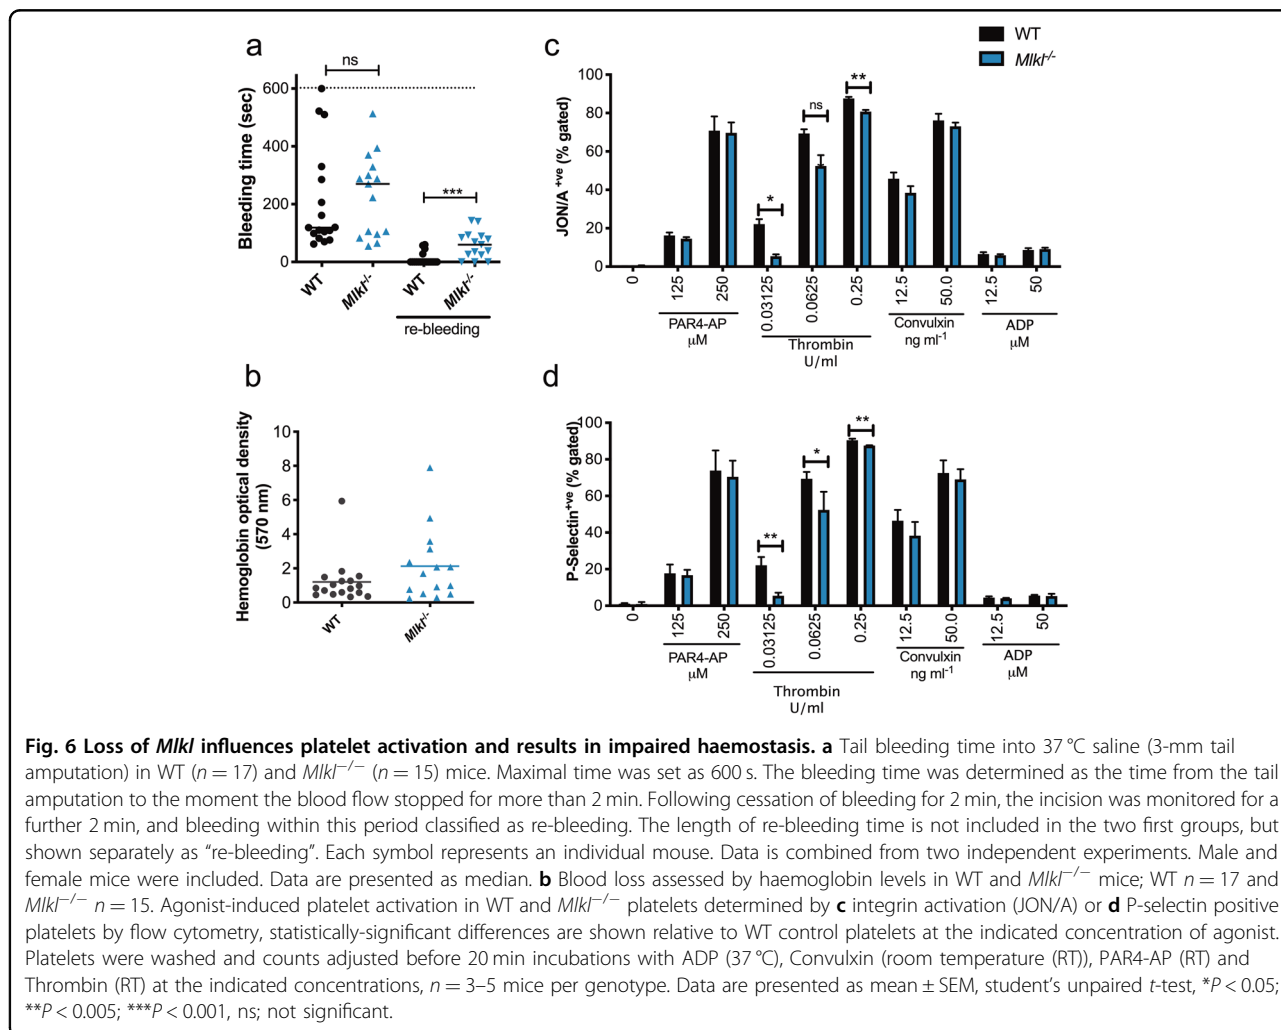 a
ns
600
400
200
0
Bleeding time (sec)
***
WT
Mlkl-/-
WT
Mlkl-/-
re-bleeding
b
Hemoglobin optical density
(570 nm)
10
8
6
4
2
0
WT
Mlkl-/-
c
WT
Mlkl-/-
JON/A +ve (% gated)
100
80
60
40
20
0
*
ns
**
0
125
250
0.03125
0.0625
0.25
12.5
50.0
12.5
50
PAR4-AP
μM
Thrombin
U/ml
Convulxin
ng ml-1
ADP
μM
d
P-Selectin+ve (% gated)
100
80
60
40
20
0
**
*
**
0
125
250
0.03125
0.0625
0.25
12.5
50.0
12.5
50
PAR4-AP
μM
Thrombin
U/ml
Convulxin
ng ml-1
ADP
μM
Fig. 6 Loss of Mlkl influences platelet activation and results in impaired haemostasis. a Tail bleeding time into 37 °C saline (3-mm tail
amputation) in WT (n = 17) and Mlkl−/− (n = 15) mice. Maximal time was set as 600 s. The bleeding time was determined as the time from the tail
amputation to the moment the blood flow stopped for more than 2 min. Following cessation of bleeding for 2 min, the incision was monitored for a
further 2 min, and bleeding within this period classified as re-bleeding. The length of re-bleeding time is not included in the two first groups, but
shown separately as “re-bleeding”. Each symbol represents an individual mouse. Data is combined from two independent experiments. Male and
female mice were included. Data are presented as median. b Blood loss assessed by haemoglobin levels in WT and Mlkl−/− mice; WT n = 17 and
Mlkl−/− n = 15. Agonist-induced platelet activation in WT and Mlkl−/− platelets determined by c integrin activation (JON/A) or d P-selectin positive
platelets by flow cytometry, statistically-significant differences are shown relative to WT control platelets at the indicated concentration of agonist.
Platelets were washed and counts adjusted before 20 min incubations with ADP (37 °C), Convulxin (room temperature (RT)), PAR4-AP (RT) and
Thrombin (RT) at the indicated concentrations, n = 3–5 mice per genotype. Data are presented as mean ± SEM, student’s unpaired t-test, *P < 0.05;
**P < 0.005; ***P < 0.001, ns; not significant.